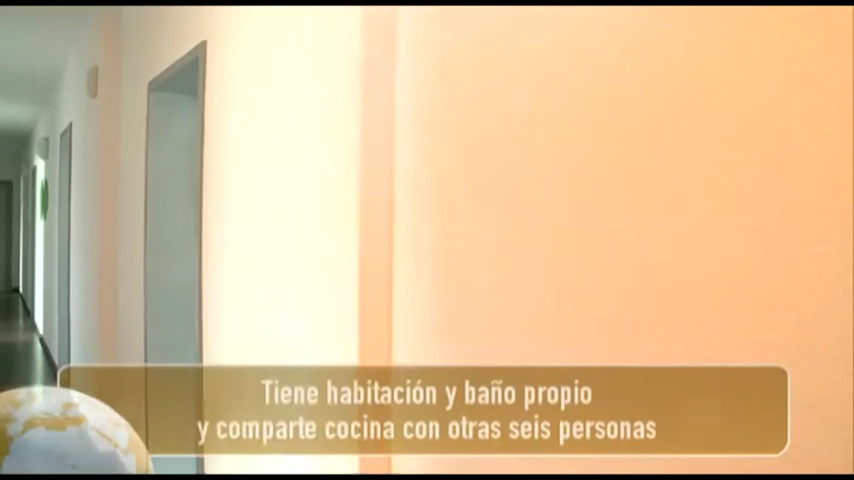 Tiene habitación y baño propio
y comparte cocina con otras seis personas